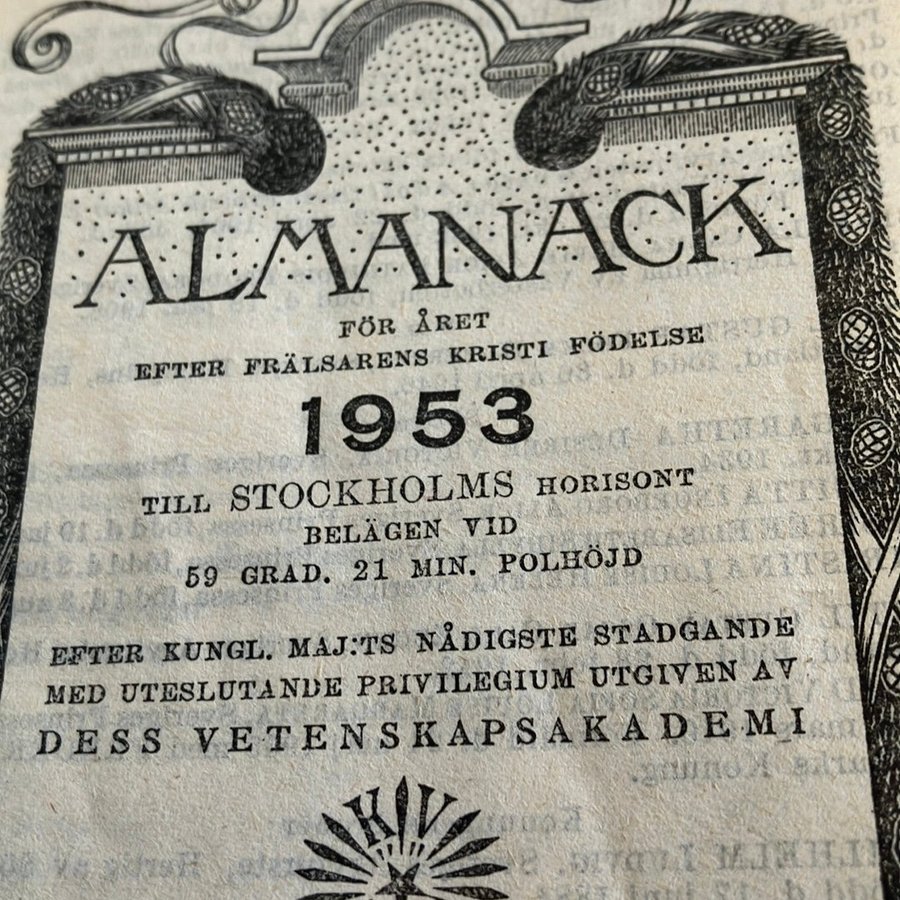 ALMANACK
FÖR ÅRET
EFTER FRÄLSARENS KRISTI FÖDELSE
1953
TILL STOCKHOLMS HORISONT
BELÄGEN VID
59 GRAD. 21 MIN. POLHÖJD
EFTER KUNGL. MAJ:TS NÅDIGSTE STADGANDE
MED UTESLUTANDE PRIVILEGIUM UTGIVEN AV
DESS VETENSKAPSAKADEMI
KV